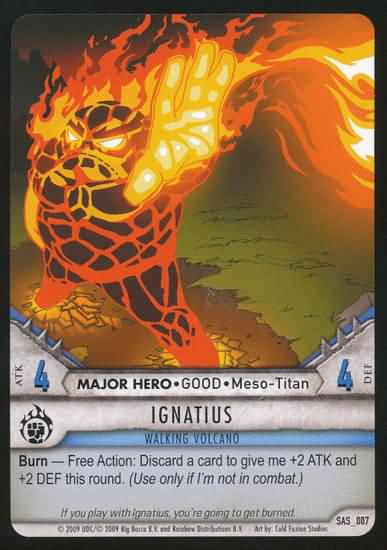 ATK
4
MAJOR HERO•GOOD•Meso-Titan
4
DEF
IGNATIUS
WALKING VOLCANO
Burn — Free Action: Discard a card to give me +2 ATK and
+2 DEF this round. (Use only if I'm not in combat.)
If you play with Ignatius, you're going to get burned.
SAS_007
© 2009 UDC/© 2009 Big Bocca B.V. and Rainbow Distributions B.V. Art by: Cold Fusion Studios